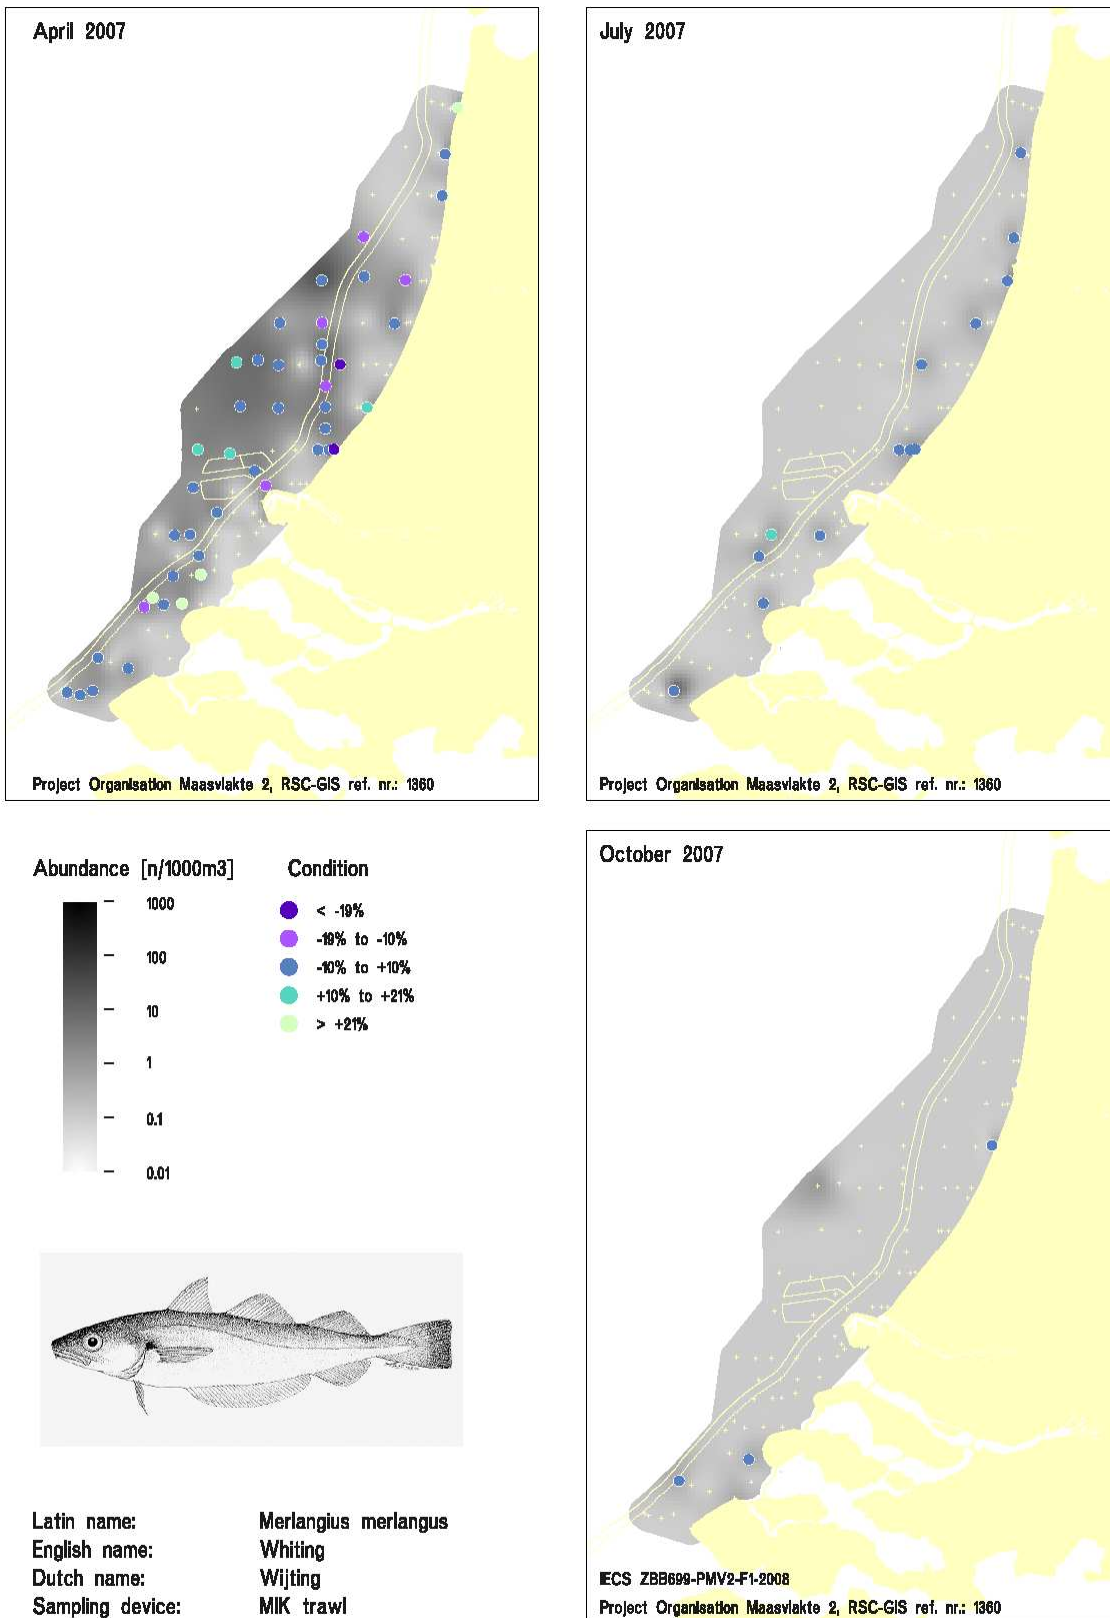 April 2007
Project Organisation Maasvlakte 2, RSC-GIS ref. nr.: 1360
July 2007
Project Organisation Maasvlakte 2, RSC-GIS ref. nr.: 1360
Abundance [n/1000m3]
1000
100
10
1
0.1
0.01
Condition
< -19%
-19% to -10%
-10% to +10%
+10% to +21%
> +21%
Latin name: Merlangius merlangus
English name: Whiting
Dutch name: Wijting
Sampling device: MIK trawl
October 2007
IECS ZBB699-PMV2-F1-2008
Project Organisation Maasvlakte 2, RSC-GIS ref. nr.: 1360